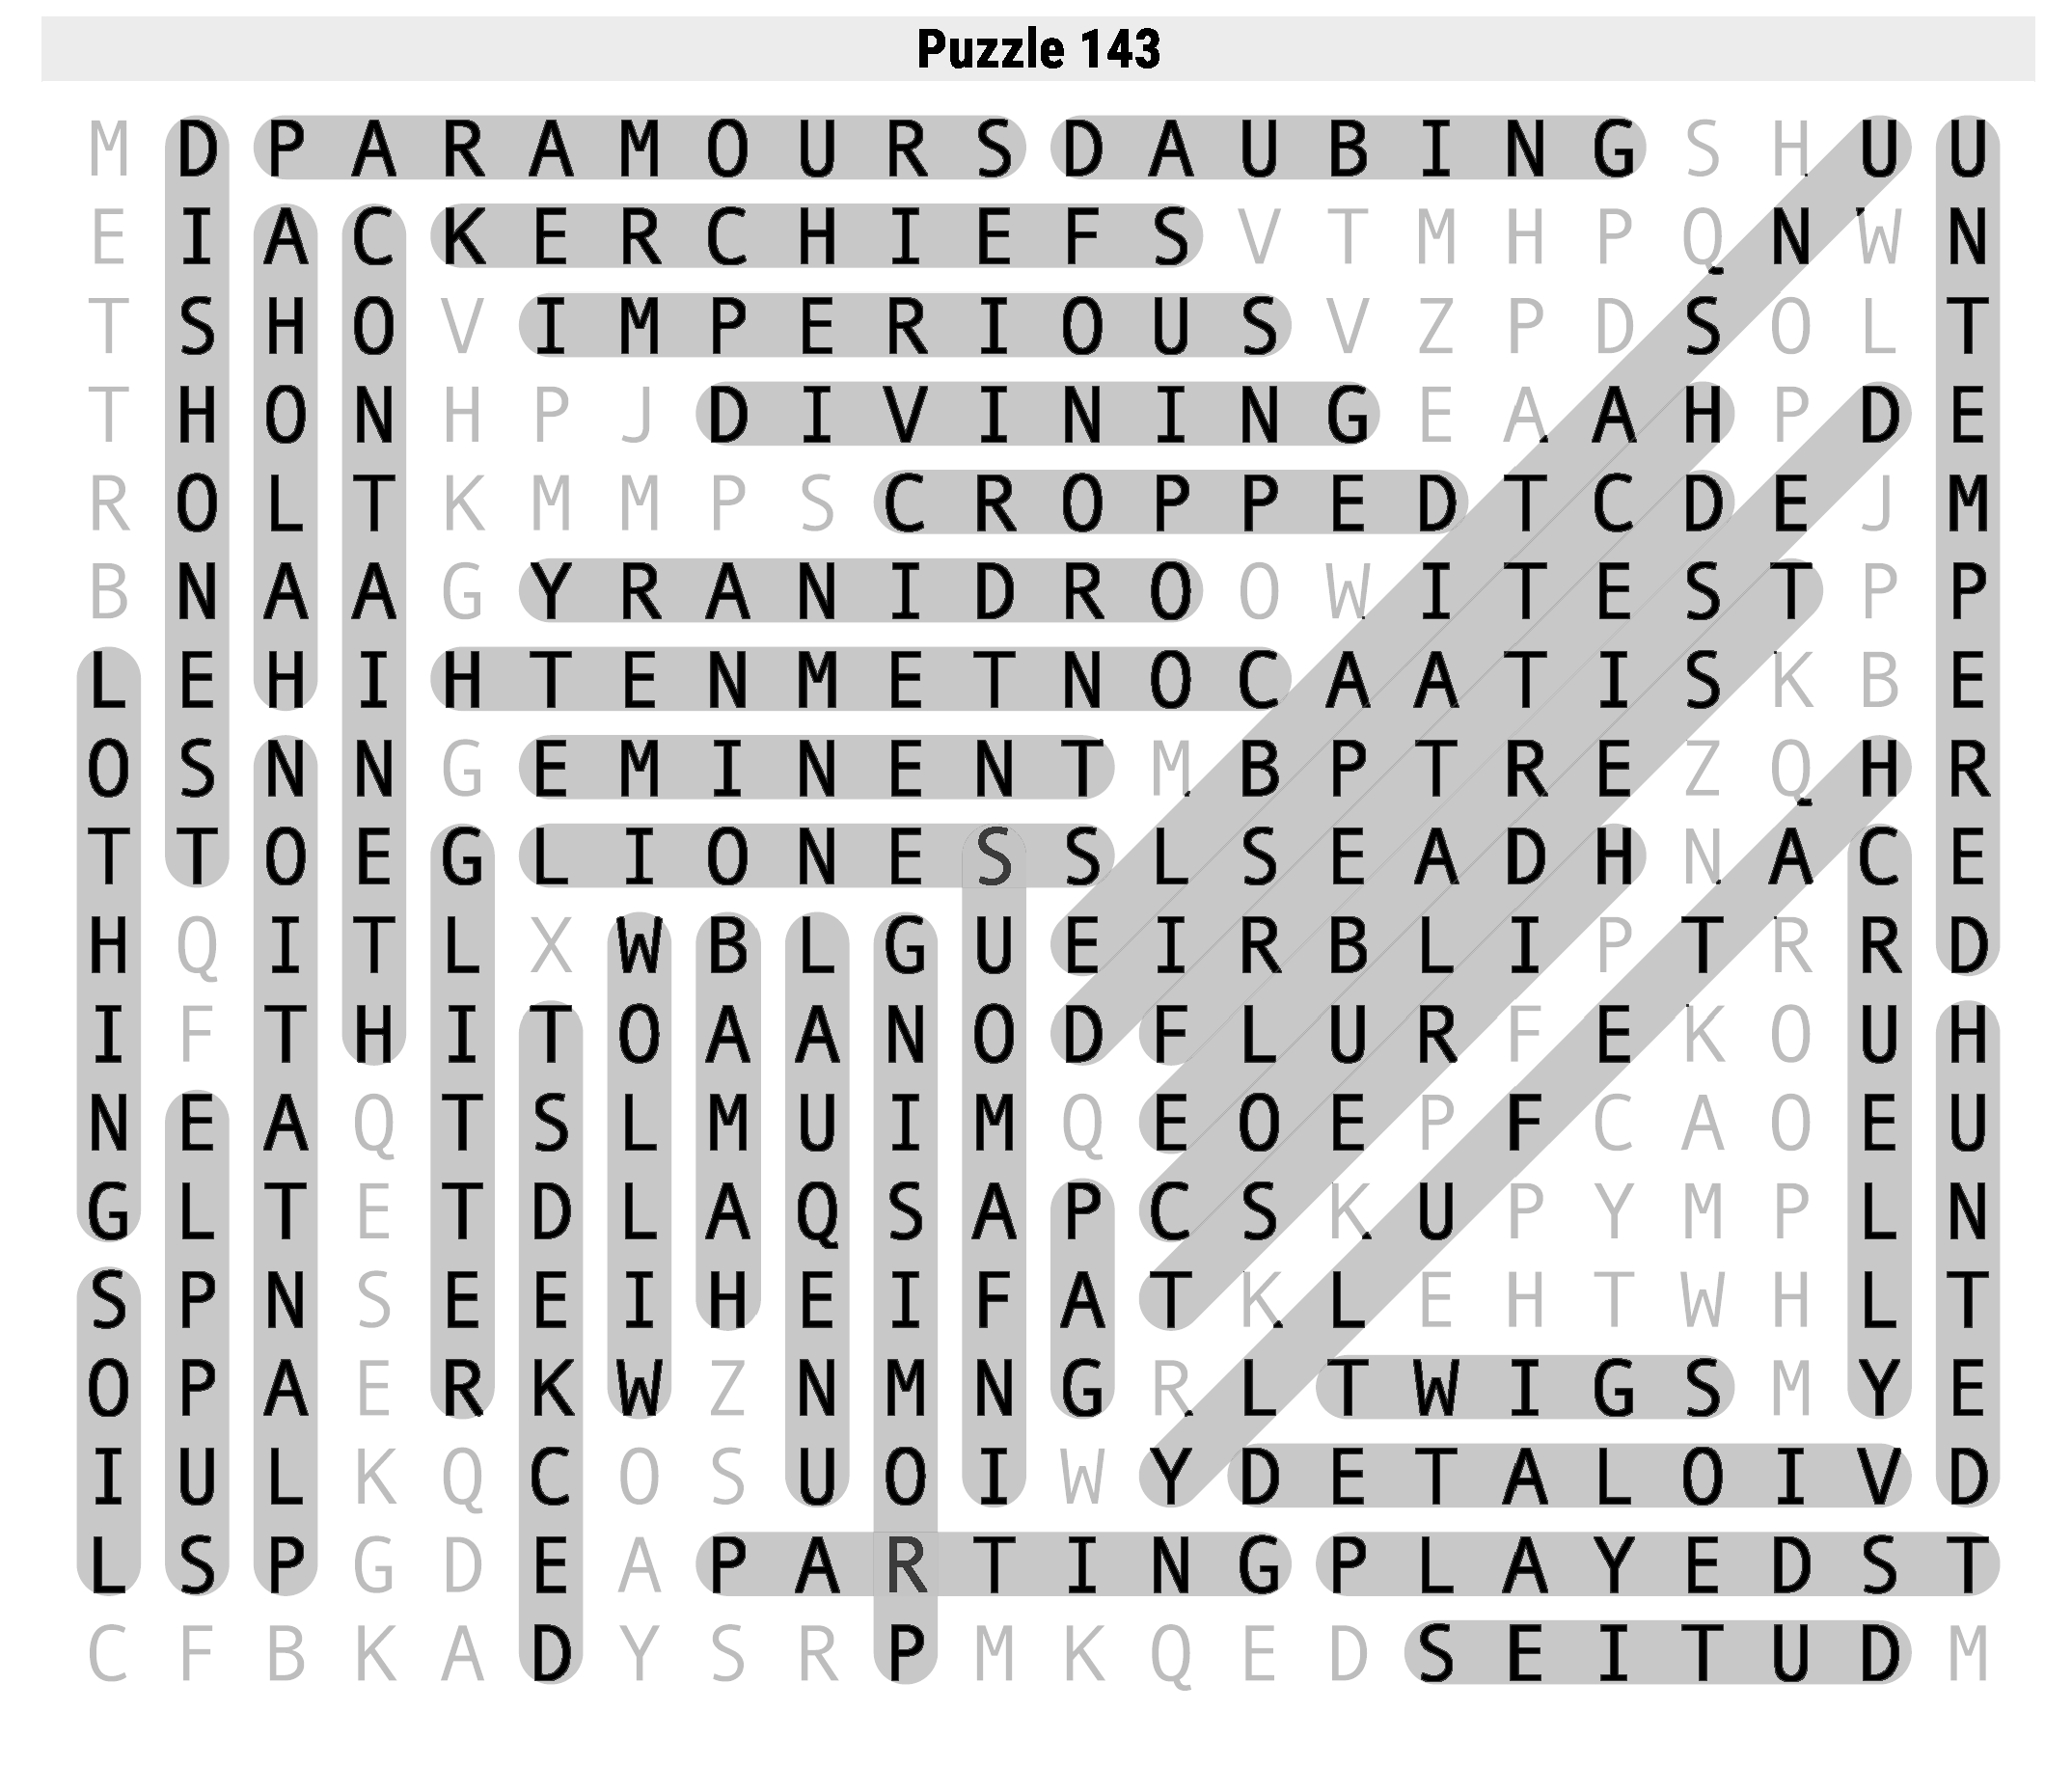 Puzzle 143
M D P A R A M O U R S D A U B I N G S H U U
E I A C K E R C H I E F S V T M H P Q N W N
T S H O V I M P E R I O U S V Z P D S O L T
T H O N H P J D I V I N I N G E A A H P D E
R O L T K M M P S C R O P P E D T C D E J M
B N A A G Y R A N I D R O O W I T E S T P P
L E H I H T E N M E T N O C A A T I S K B E
O S N N G E M I N E N T M B P T R E Z Q H R
T T O E G L I O N E S S L S E A D H N A C E
H Q I T L X W B L G U E I R B L I P T R R D
I F T H I T O A A N O D F L U R F E K O U H
N E A Q T S L M U I M Q E O E P F C A O E U
G L T E T D L A Q S A P C S K U P Y M P L N
S P N S E E I H E I F A T K L E H T W H L T
O P A E R K W Z N M N G R L T W I G S M Y E
I U L K Q C O S U O I W Y D E T A L O I V D
L S P G D E A P A R T I N G P L A Y E D S T
C F B K A D Y S R P M K Q E D S E I T U D M